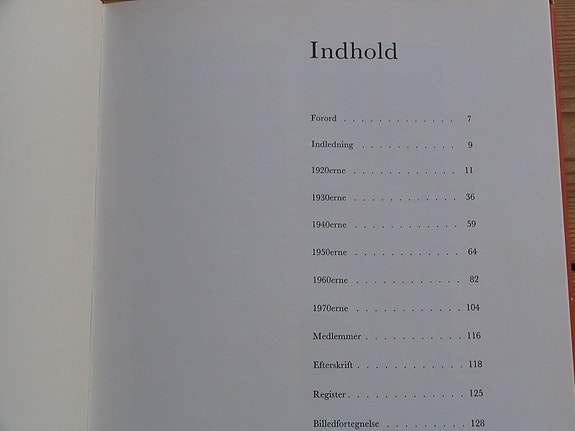 Indhold
Forord . . . . . . . . . . . . . 7
Indledning . . . . . . . . . . . 9
1920erne . . . . . . . . . . . . 11
1930erne . . . . . . . . . . . . 36
1940erne . . . . . . . . . . . . 59
1950erne . . . . . . . . . . . . 64
1960erne . . . . . . . . . . . . 82
1970erne . . . . . . . . . . . . 104
Medlemmer . . . . . . . . . . . 116
Efterskrift . . . . . . . . . . . . 118
Register . . . . . . . . . . . . . 125
Billedfortegnelse . . . . . . . . . 128